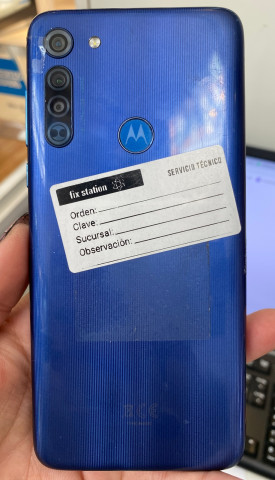 fix station
SERVICIO TÉCNICO
Orden:
Clave:
Sucursal:
Observación: